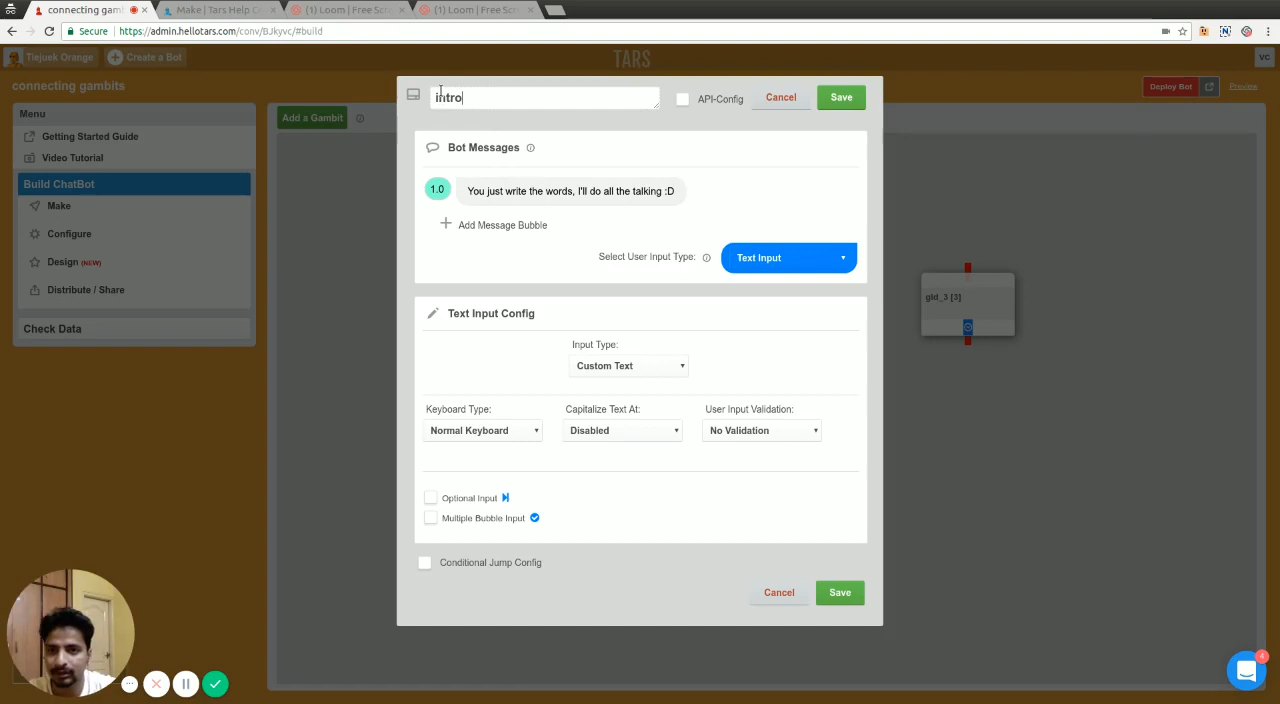 connecting gamb
Make | Tars Help C
(1) Loom | Free Scr
(1) Loom | Free Scr
Secure https://admin.hellotars.com/conv/BJkyvc/#build
Tiejuek Orange
Create a Bot
TARS
VC
connecting gambits
Deploy Bot
Preview
Menu
Getting Started Guide
Video Tutorial
Build ChatBot
Make
Configure
Design (NEW)
Distribute / Share
Check Data
Add a Gambit
intro
API-Config
Cancel
Save
Bot Messages
1.0
You just write the words, I'll do all the talking :D
Add Message Bubble
Select User Input Type:
Text Input
Text Input Config
Input Type:
Custom Text
Keyboard Type:
Capitalize Text At:
User Input Validation:
Normal Keyboard
Disabled
No Validation
Optional Input
Multiple Bubble Input
Conditional Jump Config
Cancel
Save
gId_3 [3]
4